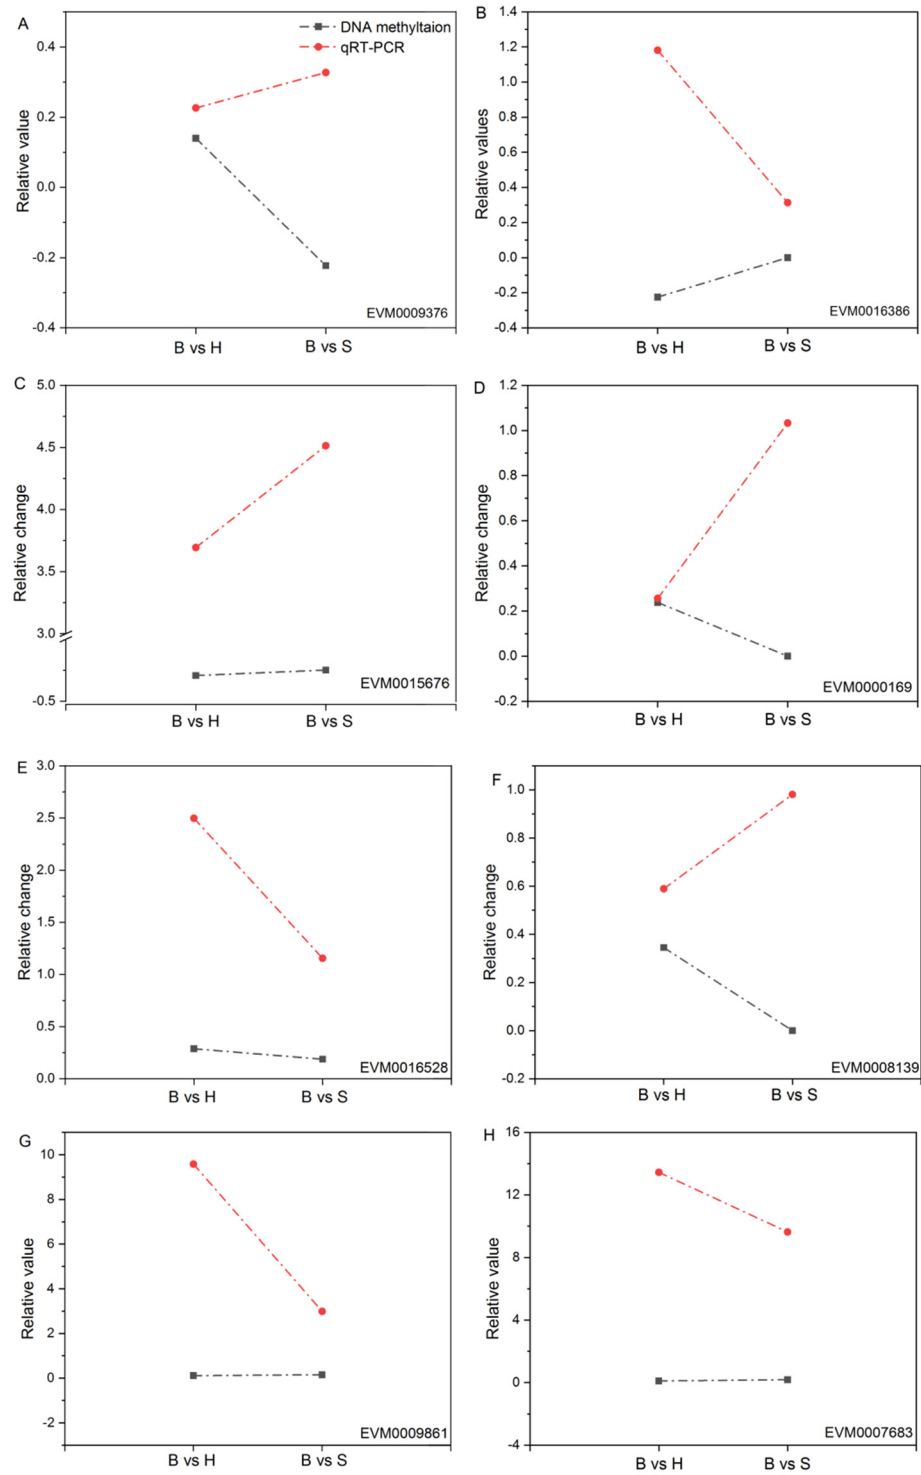 A
DNA methyltaion
qRT-PCR
0.4
0.2
0.0
-0.2
-0.4
Relative value
B vs H
B vs S
EVM0009376
B
1.4
1.2
1.0
0.8
0.6
0.4
0.2
0.0
-0.2
-0.4
Relative values
B vs H
B vs S
EVM0016386
C
5.0
4.5
4.0
3.5
3.0
-0.5
Relative change
B vs H
B vs S
EVM0015676
D
1.2
1.0
0.8
0.6
0.4
0.2
0.0
-0.2
Relative change
B vs H
B vs S
EVM0000169
E
3.0
2.5
2.0
1.5
1.0
0.5
0.0
Relative change
B vs H
B vs S
EVM0016528
F
1.0
0.8
0.6
0.4
0.2
0.0
-0.2
Relative change
B vs H
B vs S
EVM0008139
G
10
8
6
4
2
0
-2
Relative value
B vs H
B vs S
EVM0009861
H
16
12
8
4
0
-4
Relative value
B vs H
B vs S
EVM0007683